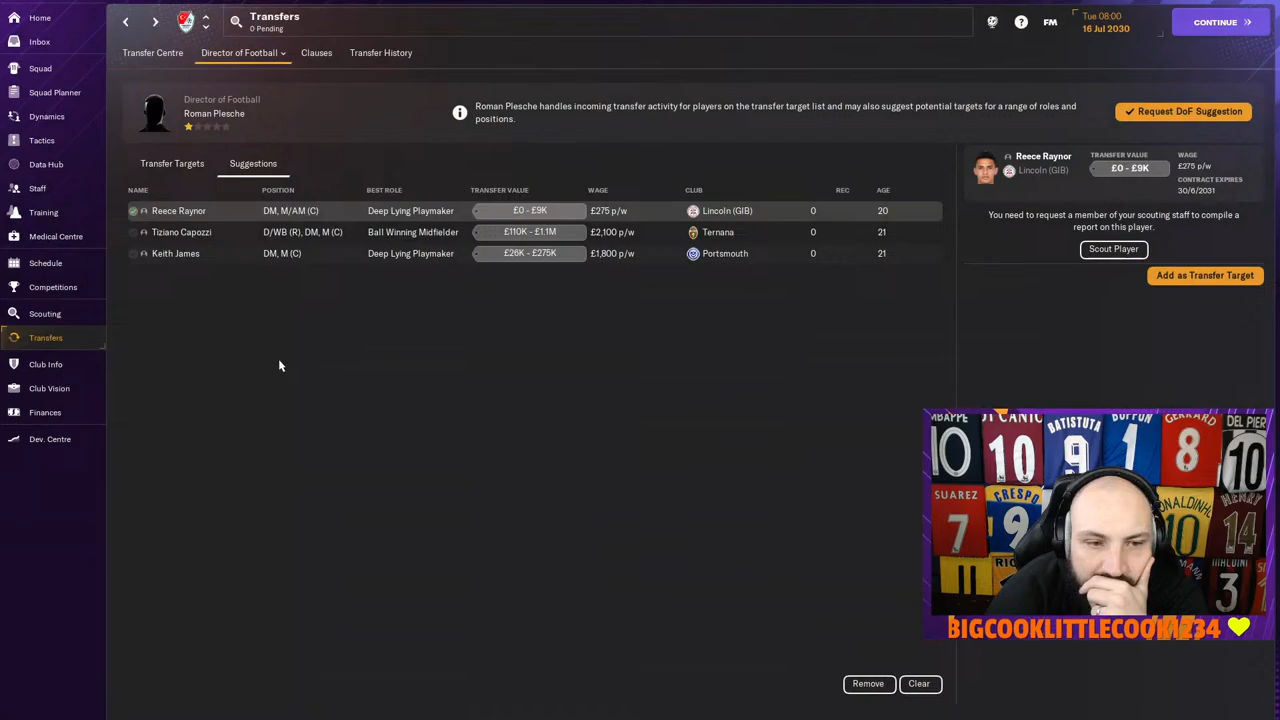 Home
Inbox
Squad
Squad Planner
Dynamics
Tactics
Data Hub
Staff
Training
Medical Centre
Schedule
Competitions
Scouting
Transfers
Club Info
Club Vision
Finances
Dev. Centre
Transfers
0 Pending
FM
Tue 08:00
16 Jul 2030
CONTINUE
Transfer Centre
Director of Football
Clauses
Transfer History
Director of Football
Roman Plesche
Roman Plesche handles incoming transfer activity for players on the transfer target list and may also suggest potential targets for a range of roles and
positions.
Request DoF Suggestion
Transfer Targets
Suggestions
NAME POSITION BEST ROLE TRANSFER VALUE WAGE CLUB REC AGE
Reece Raynor DM, M/AM (C) Deep Lying Playmaker £0 - £9K £275 p/w Lincoln (GIB) 0 20
Tiziano Capozzi D/WB (R), DM, M (C) Ball Winning Midfielder £110K - £1.1M £2,100 p/w Ternana 0 21
Keith James DM, M (C) Deep Lying Playmaker £26K - £275K £1,800 p/w Portsmouth 0 21
Reece Raynor
Lincoln (GIB)
TRANSFER VALUE
£0 - £9K
WAGE
£275 p/w
CONTRACT EXPIRES
30/6/2031
You need to request a member of your scouting staff to compile a
report on this player.
Scout Player
Add as Transfer Target
Remove
Clear
10
10
BATISTUTA
9
BUFFON
1
GERRARD
8
DEL PIER
10
SUAREZ
7
CRESPO
9
ONALDINHO
10
HENRY
14
3
11